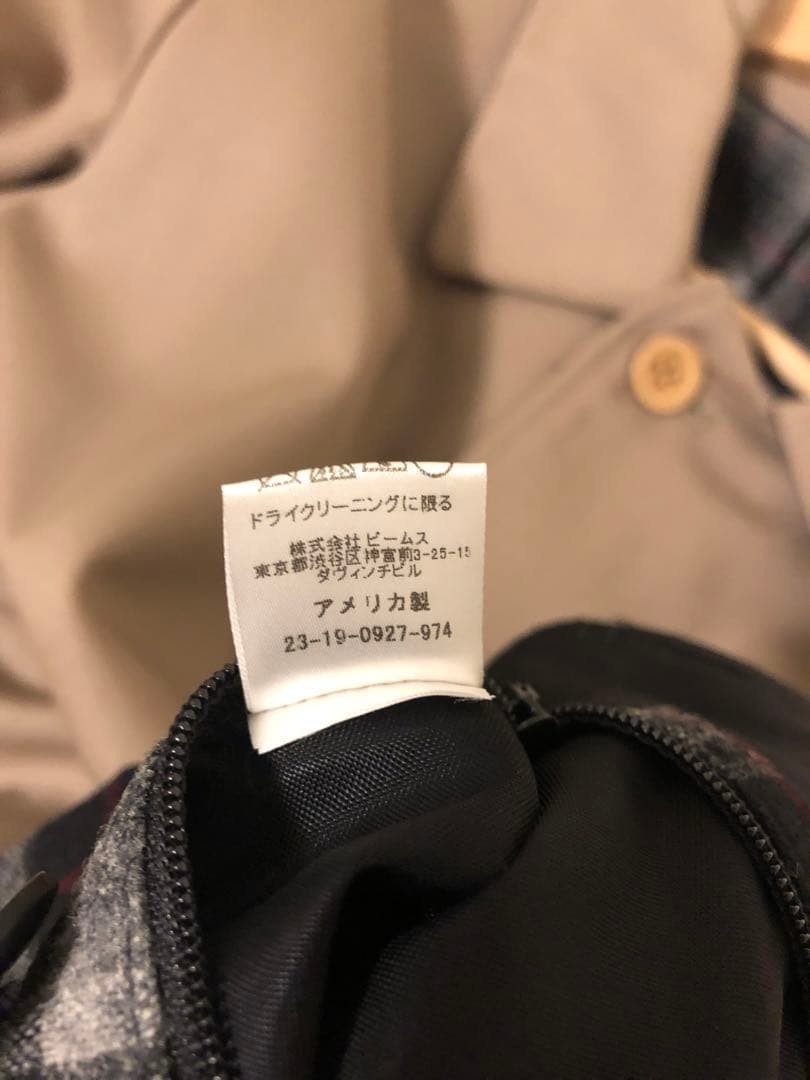 ドライクリーニングに限る
株式会社ビームス
東京都渋谷区神宮前3-25-15
ダヴィンチビル
アメリカ製
23-19-0927-974